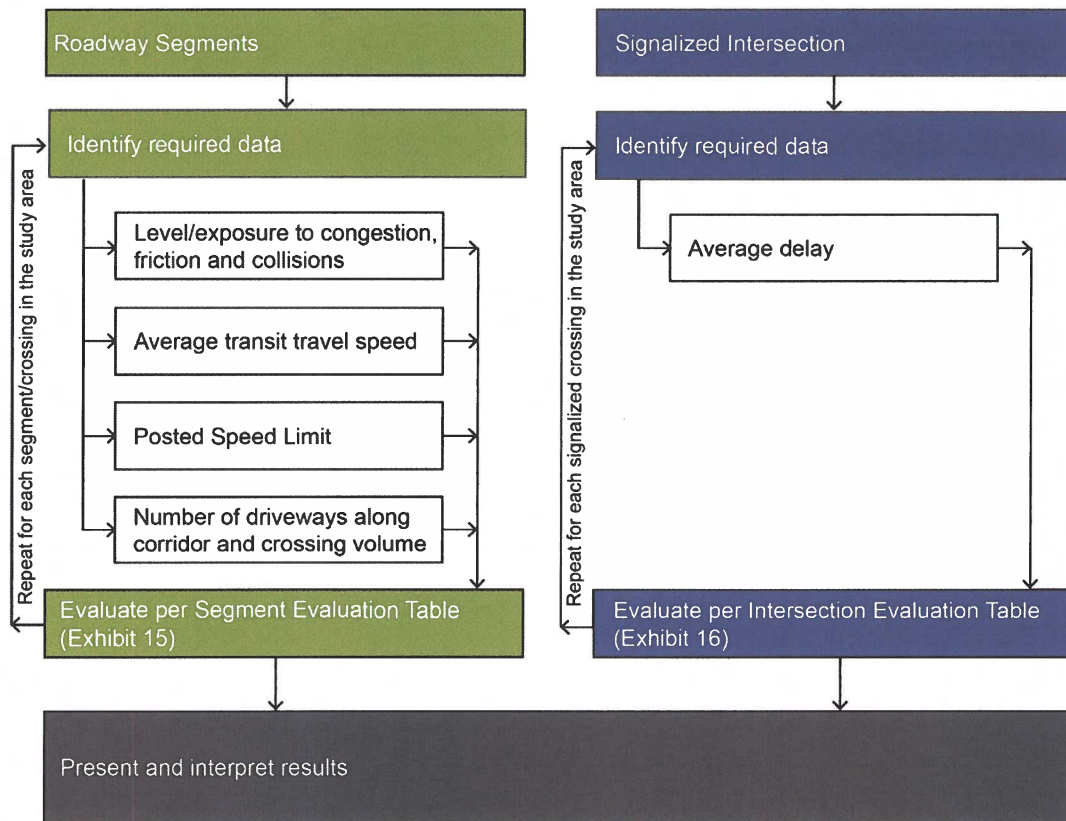 Roadway Segments
Identify required data
Repeat for each segment/crossing in the study area
Level/exposure to congestion,
friction and collisions
Average transit travel speed
Posted Speed Limit
Number of driveways along
corridor and crossing volume
Evaluate per Segment Evaluation Table
(Exhibit 15)
Signalized Intersection
Identify required data
Repeat for each signalized crossing in the study area
Average delay
Evaluate per Intersection Evaluation Table
(Exhibit 16)
Present and interpret results